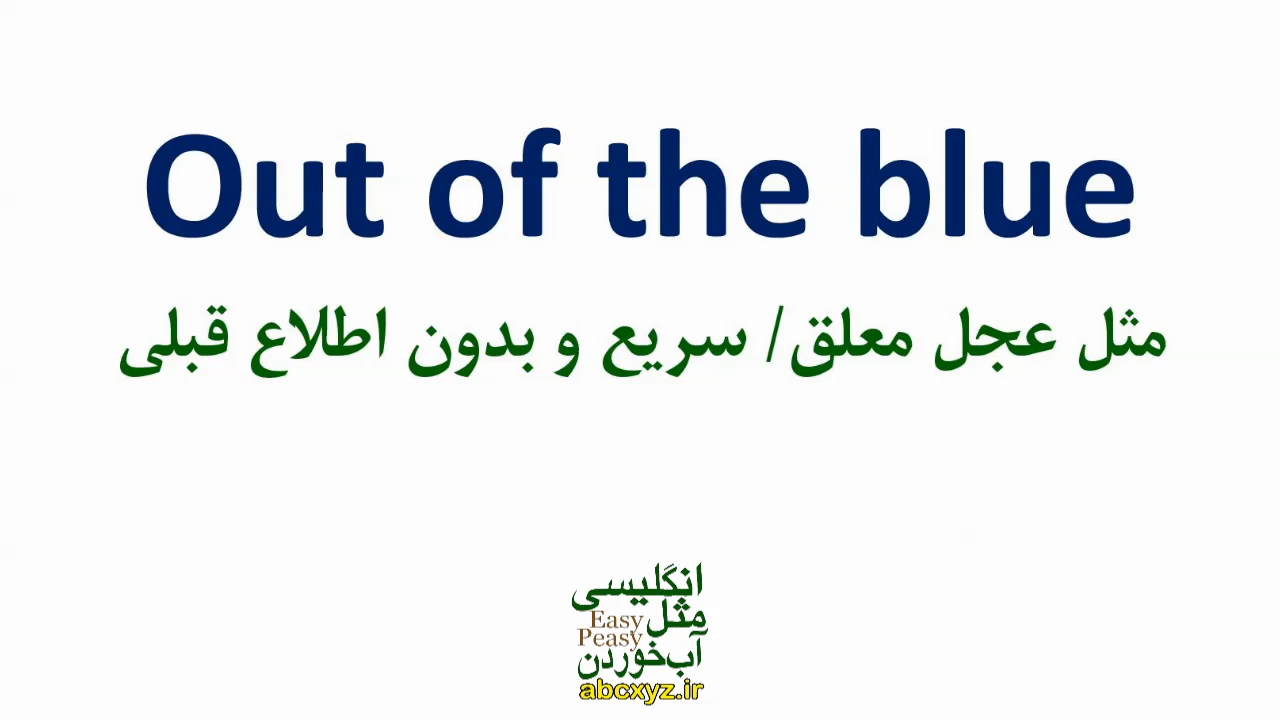 Out of the blue
مثل عجل معلق/ سریع و بدون اطلاع قبلی
انگلیسی
مثل Easy
Peasy
آب‌خوردن
abcxyz.ir